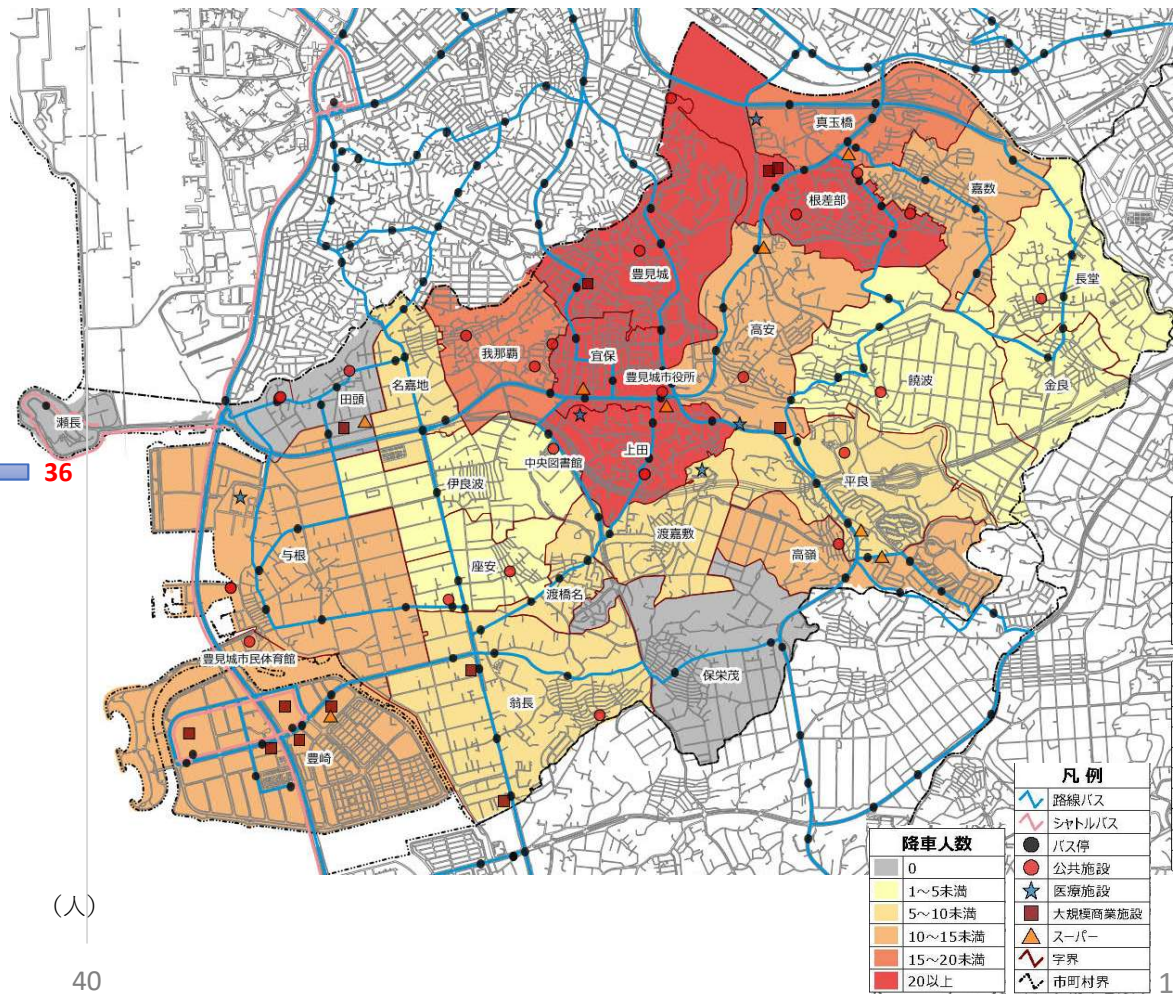 真玉橋
嘉数
根差部
長堂
豊見城
高安
我那覇
宜保
豊見城市役所
饒波
金良
名嘉地
田頭
瀬長
36
中央図書館
上田
伊良波
平良
与根
渡嘉敷
高嶺
座安
渡橋名
豊見城市民体育館
保栄茂
翁長
豊崎
凡例
路線バス
シャトルバス
バス停
公共施設
医療施設
大規模商業施設
スーパー
字界
市町村界
降車人数
0
1～5未満
5～10未満
10～15未満
15～20未満
20以上
（人）
40
1